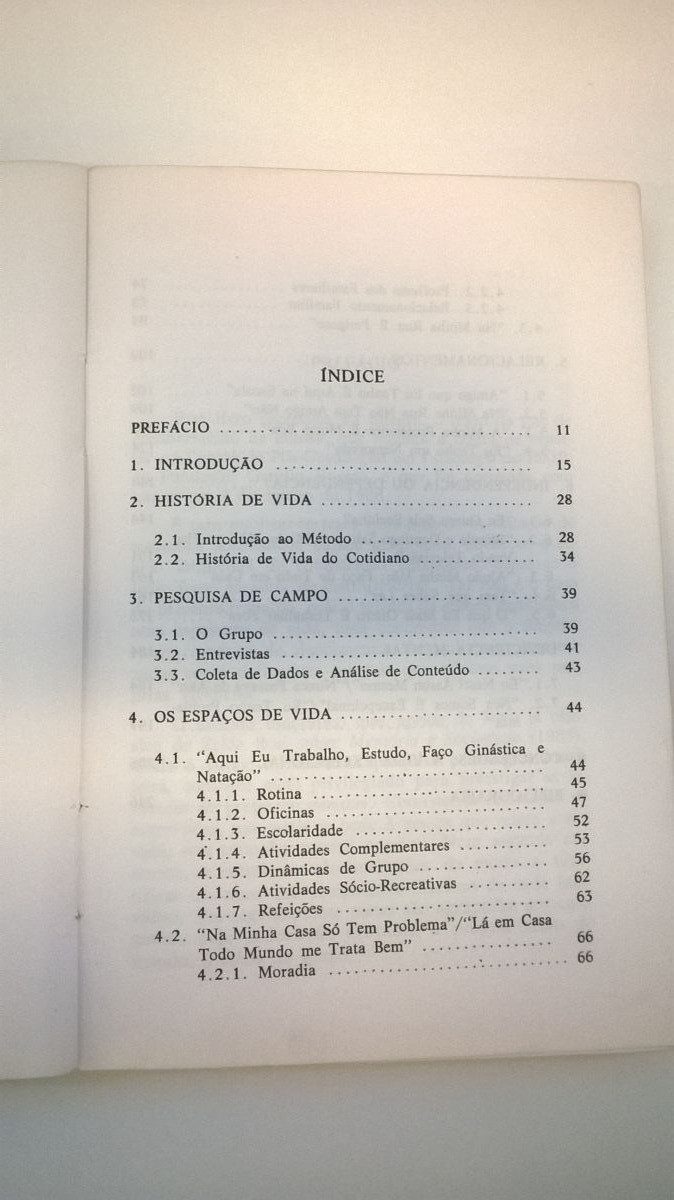 ÍNDICE
PREFÁCIO .................................... 11
1. INTRODUÇÃO .............................. 15
2. HISTÓRIA DE VIDA ......................... 28
2.1. Introdução ao Método ..................... 28
2.2. História de Vida do Cotidiano .............. 34
3. PESQUISA DE CAMPO ....................... 39
3.1. O Grupo ................................ 39
3.2. Entrevistas ............................... 41
3.3. Coleta de Dados e Análise de Conteúdo ........ 43
4. OS ESPAÇOS DE VIDA ........................ 44
4.1. “Aqui Eu Trabalho, Estudo, Faço Ginástica e
Natação” ................................ 44
4.1.1. Rotina ............................ 45
4.1.2. Oficinas ........................... 47
4.1.3. Escolaridade ....................... 52
4.1.4. Atividades Complementares ........... 53
4.1.5. Dinâmicas de Grupo ................ 56
4.1.6. Atividades Sócio-Recreativas .......... 62
4.1.7. Refeições .......................... 63
4.2. “Na Minha Casa Só Tem Problema”/“Lá em Casa
Todo Mundo me Trata Bem” ................ 66
4.2.1. Moradia ............................ 66